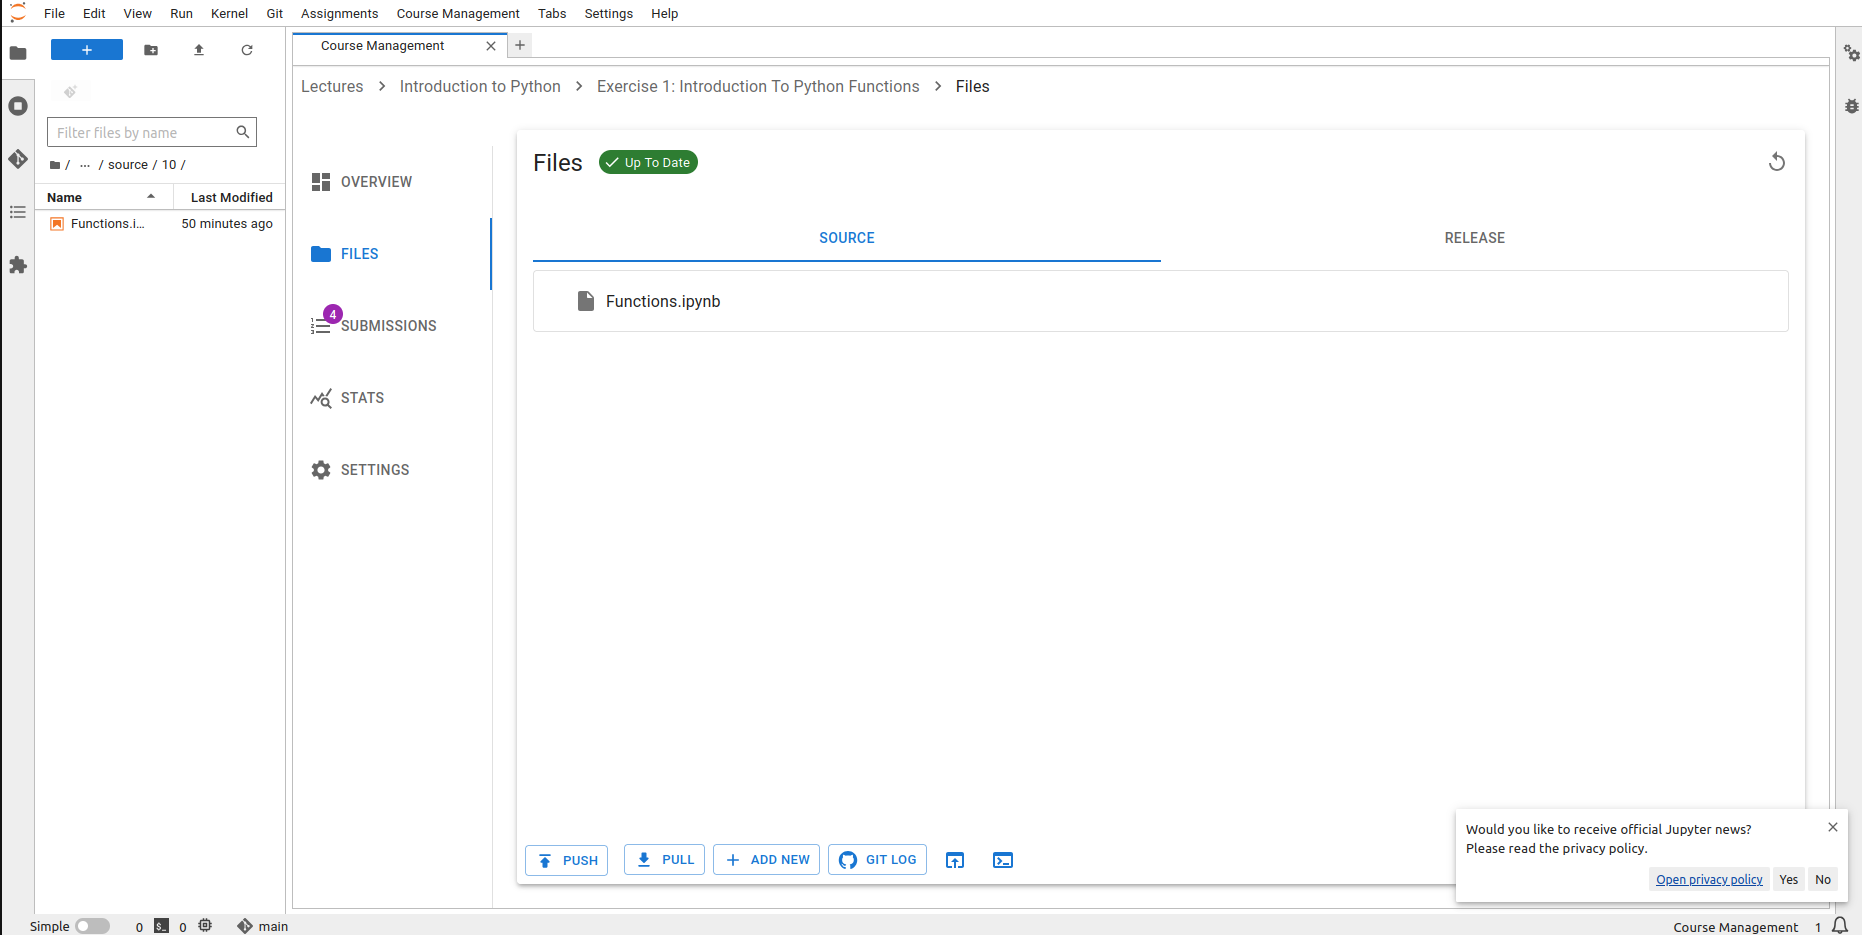 File Edit View Run Kernel Git Assignments Course Management Tabs Settings Help
Course Management
Filter files by name
/ ... / source / 10 /
Name Last Modified
Functions.i... 50 minutes ago
Lectures > Introduction to Python > Exercise 1: Introduction To Python Functions > Files
OVERVIEW
FILES
4
SUBMISSIONS
STATS
SETTINGS
Files Up To Date
SOURCE RELEASE
Functions.ipynb
PUSH PULL ADD NEW GIT LOG
Would you like to receive official Jupyter news?
Please read the privacy policy.
Open privacy policy Yes No
Simple 0 $_ 0 main Course Management 1